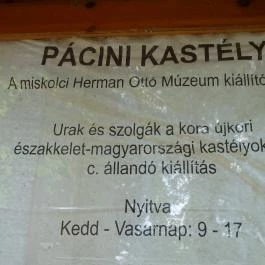 PÁCINI KASTÉLY
A miskolci Herman Ottó Múzeum kiállító
Urak és szolgák a kora újkori
északkelet-magyarországi kastélyok
c. állandó kiállítás
Nyitva
Kedd - Vasárnap: 9 - 17